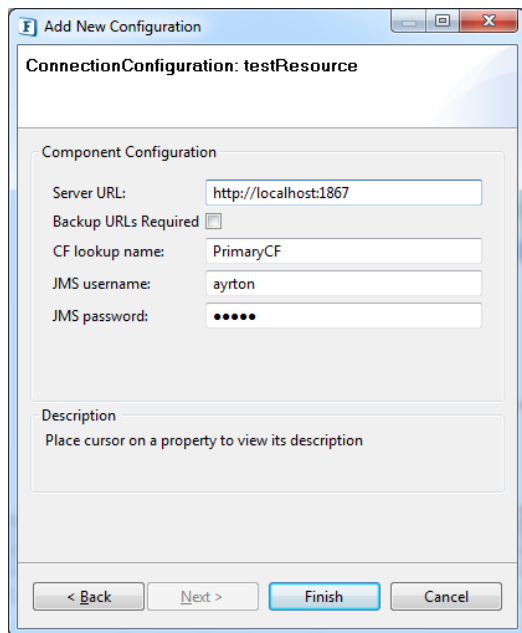 Add New Configuration
ConnectionConfiguration: testResource
Component Configuration
Server URL: http://localhost:1867
Backup URLs Required
CF lookup name: PrimaryCF
JMS username: ayrton
JMS password: ●●●●●
Description
Place cursor on a property to view its description
< Back Next > Finish Cancel